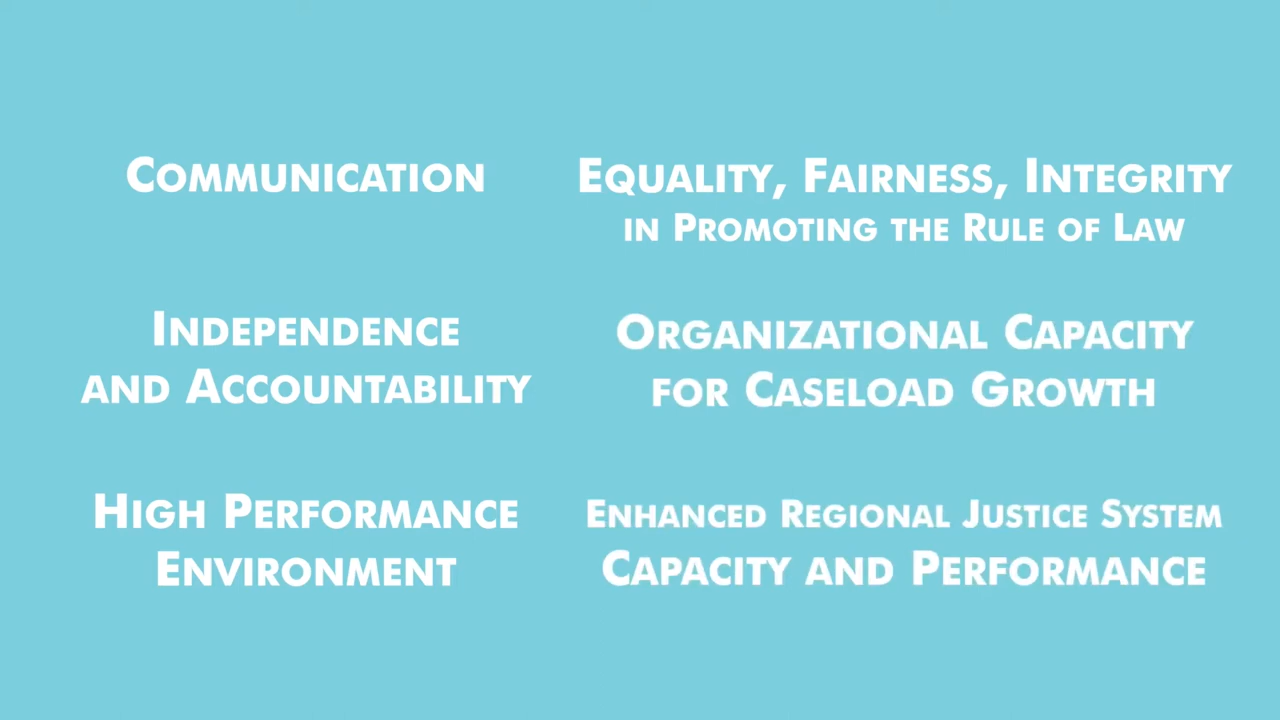 Communication
Equality, Fairness, Integrity
in Promoting the Rule of Law
Independence
and Accountability
Organizational Capacity
for Caseload Growth
High Performance
Environment
Enhanced Regional Justice System
Capacity and Performance